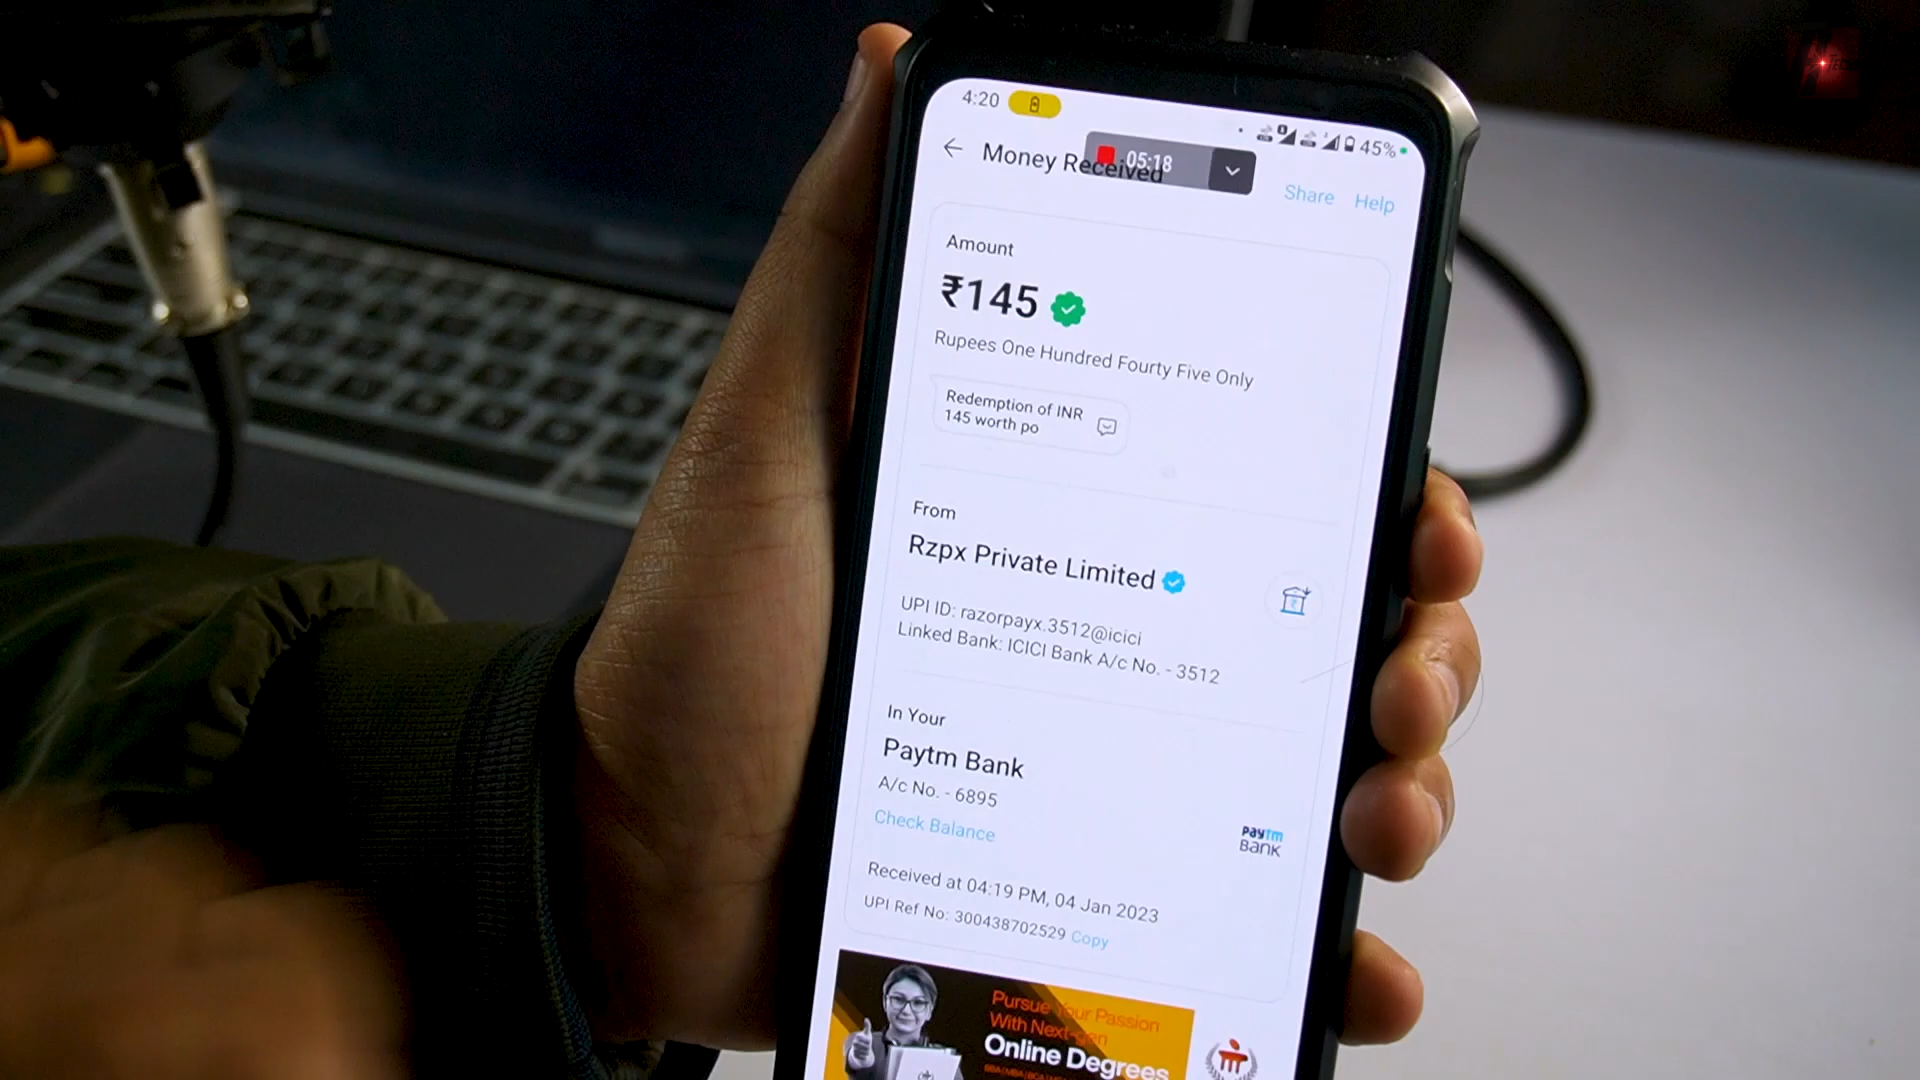 4:20
45%
05:18
Money Received
Share Help
Amount
₹145
Rupees One Hundred Fourty Five Only
Redemption of INR
145 worth po
From
Rzpx Private Limited
UPI ID: razorpayx.3512@icici
Linked Bank: ICICI Bank A/c No. - 3512
In Your
Paytm Bank
A/c No. - 6895
Check Balance
Paytm
BANK
Received at 04:19 PM, 04 Jan 2023
UPI Ref No: 300438702529 Copy
Pursue Your Passion
With Next-gen
Online Degrees